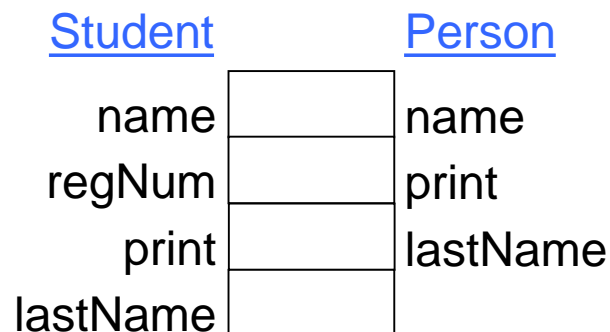 Student Person
name name
regNum print
print lastName
lastName